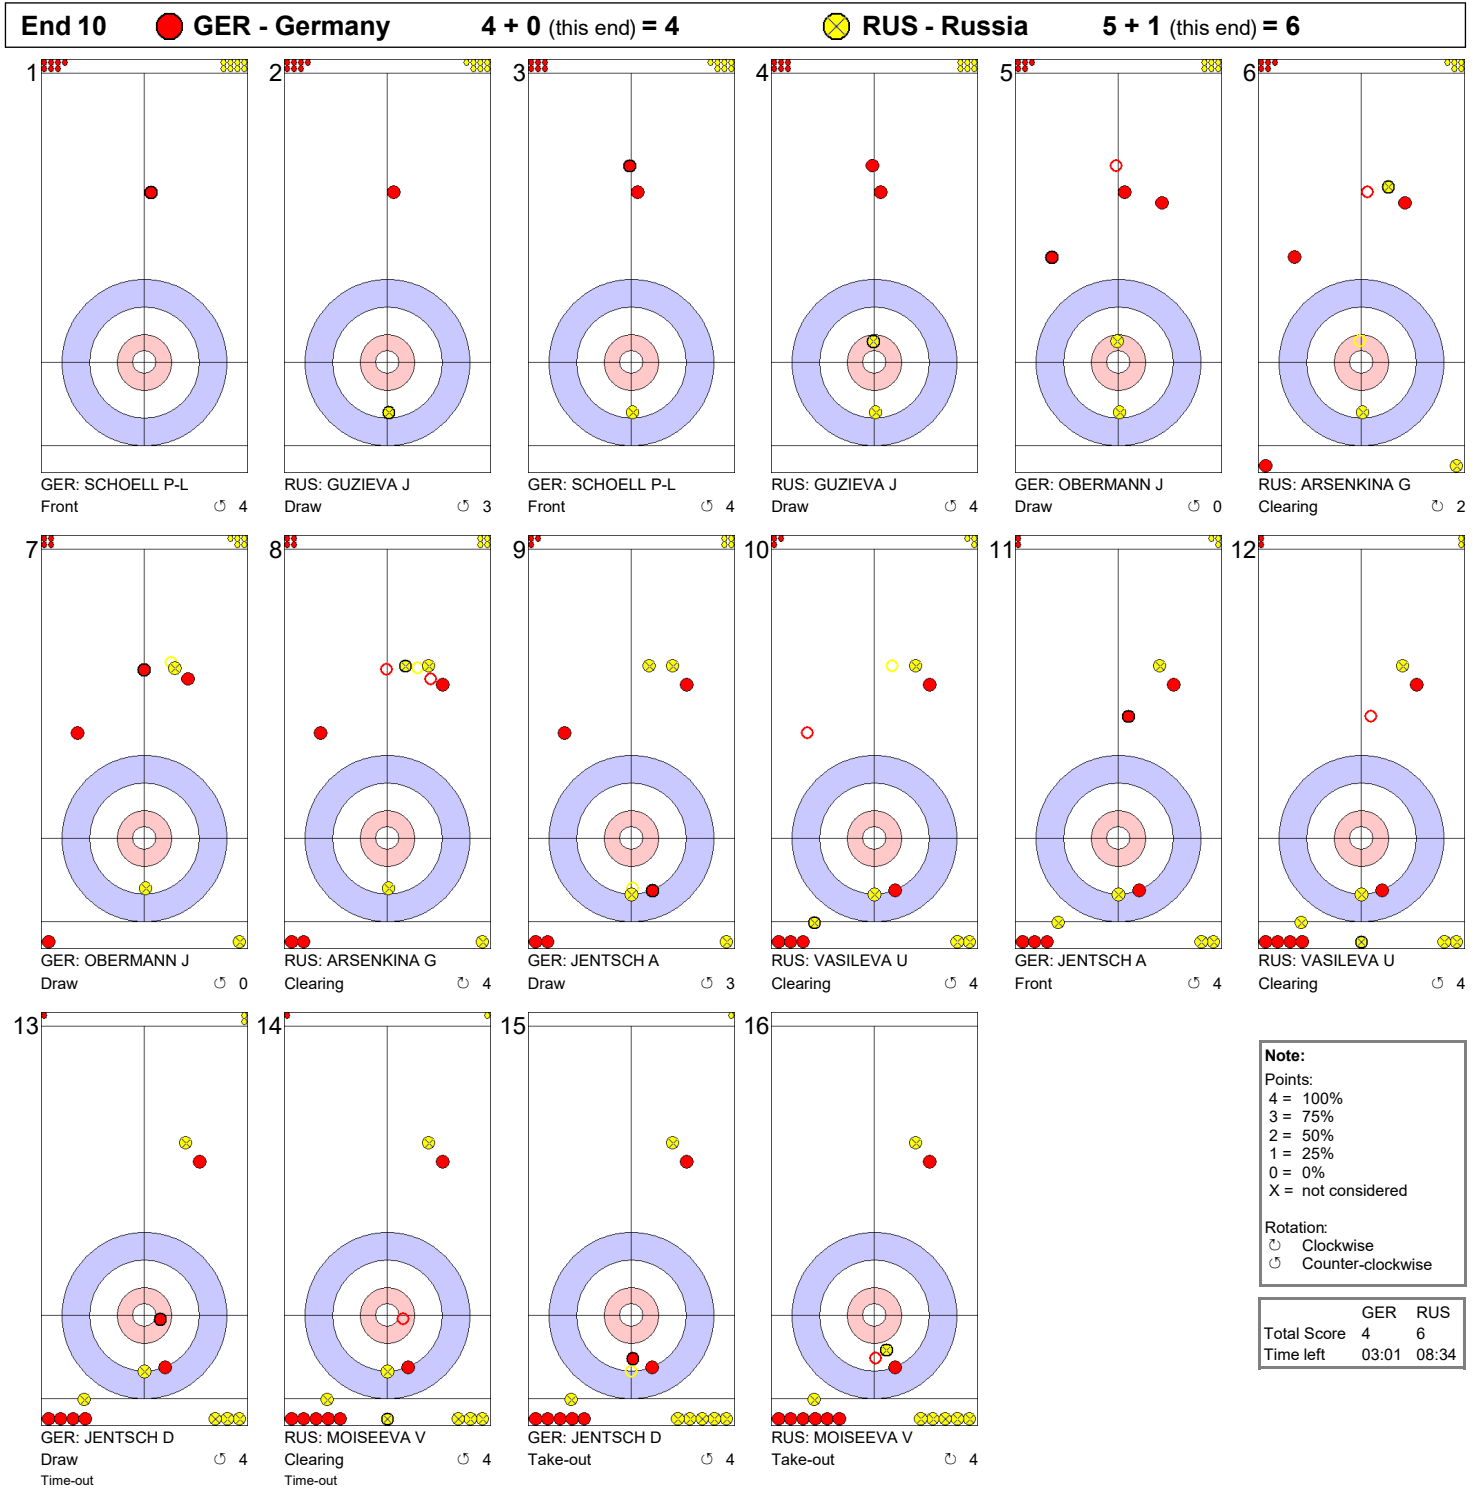 End 10 GER - Germany 4 + 0 (this end) = 4 RUS - Russia 5 + 1 (this end) = 6
1 2 3 4 5 6
GER: SCHOELL P-L RUS: GUZIEVA J GER: SCHOELL P-L RUS: GUZIEVA J GER: OBERMANN J RUS: ARSENKINA G
Front ↺ 4 Draw ↺ 3 Front ↺ 4 Draw ↺ 4 Draw ↺ 0 Clearing ↻ 2
7 8 9 10 11 12
GER: OBERMANN J RUS: ARSENKINA G GER: JENTSCH A RUS: VASILEVA U GER: JENTSCH A RUS: VASILEVA U
Draw ↺ 0 Clearing ↻ 4 Draw ↺ 3 Clearing ↺ 4 Front ↺ 4 Clearing ↺ 4
13 14 15 16
GER: JENTSCH D RUS: MOISEEVA V GER: JENTSCH D RUS: MOISEEVA V
Draw ↺ 4 Clearing ↺ 4 Take-out ↺ 4 Take-out ↻ 4
Time-out Time-out
Note:
Points:
4 = 100%
3 = 75%
2 = 50%
1 = 25%
0 = 0%
X = not considered
Rotation:
↻ Clockwise
↺ Counter-clockwise
GER RUS
Total Score 4 6
Time left 03:01 08:34